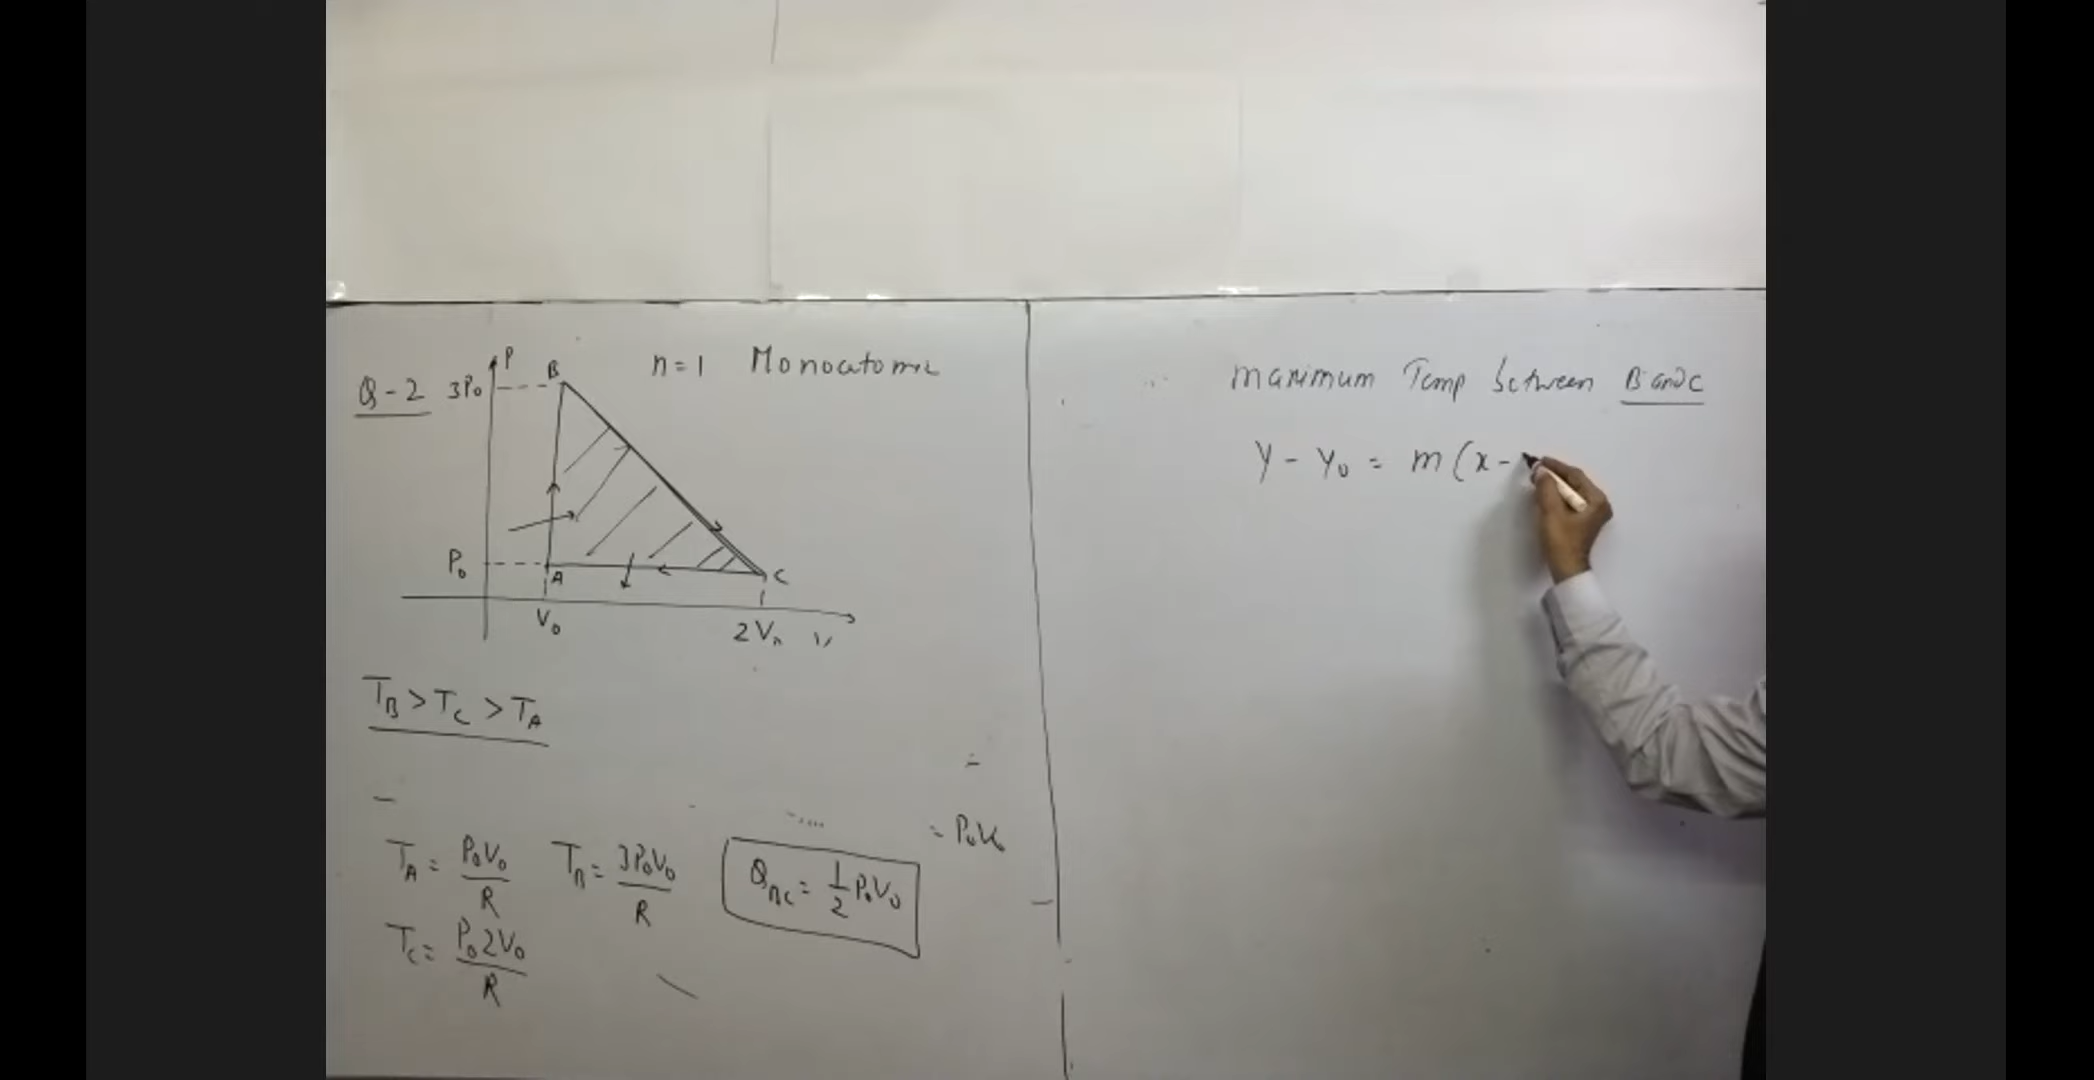 Q-2
n=1 Monoatomic
P
B
3P₀
P₀
A
C
V₀
2V₀
V
T_B > T_C > T_A
T_A = P₀V₀/R
T_B = 3P₀V₀/R
T_C = P₀2V₀/R
Q_BC = 1/2 P₀V₀
= P₀V₀
maximum Temp between B and C
y - y₀ = m(x -